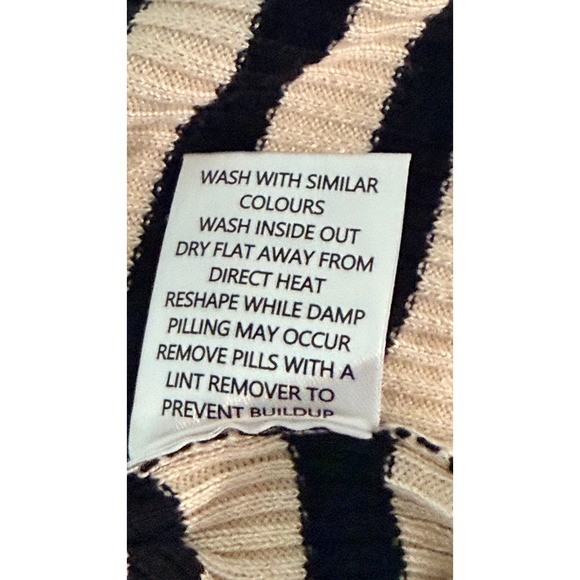 WASH WITH SIMILAR
COLOURS
WASH INSIDE OUT
DRY FLAT AWAY FROM
DIRECT HEAT
RESHAPE WHILE DAMP
PILLING MAY OCCUR
REMOVE PILLS WITH A
LINT REMOVER TO
PREVENT BUILDUP